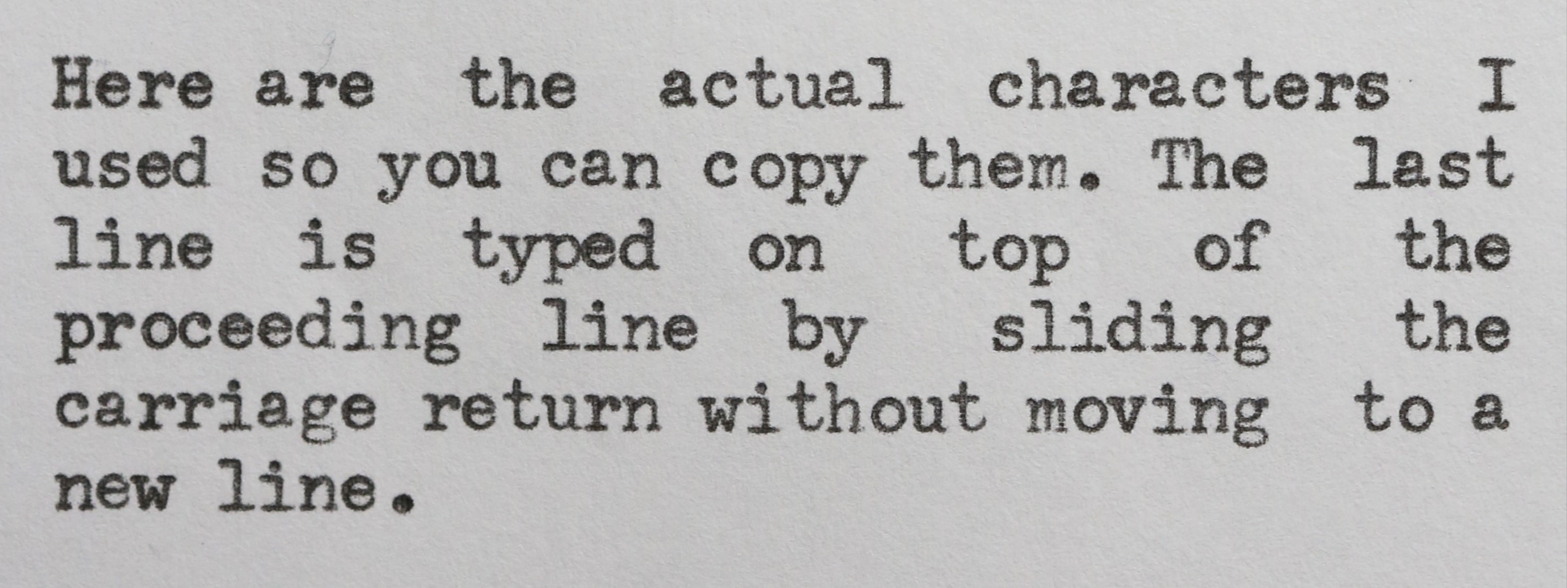 Here are the actual characters I
used so you can copy them. The last
line is typed on top of the
proceeding line by sliding the
carriage return without moving to a
new line.